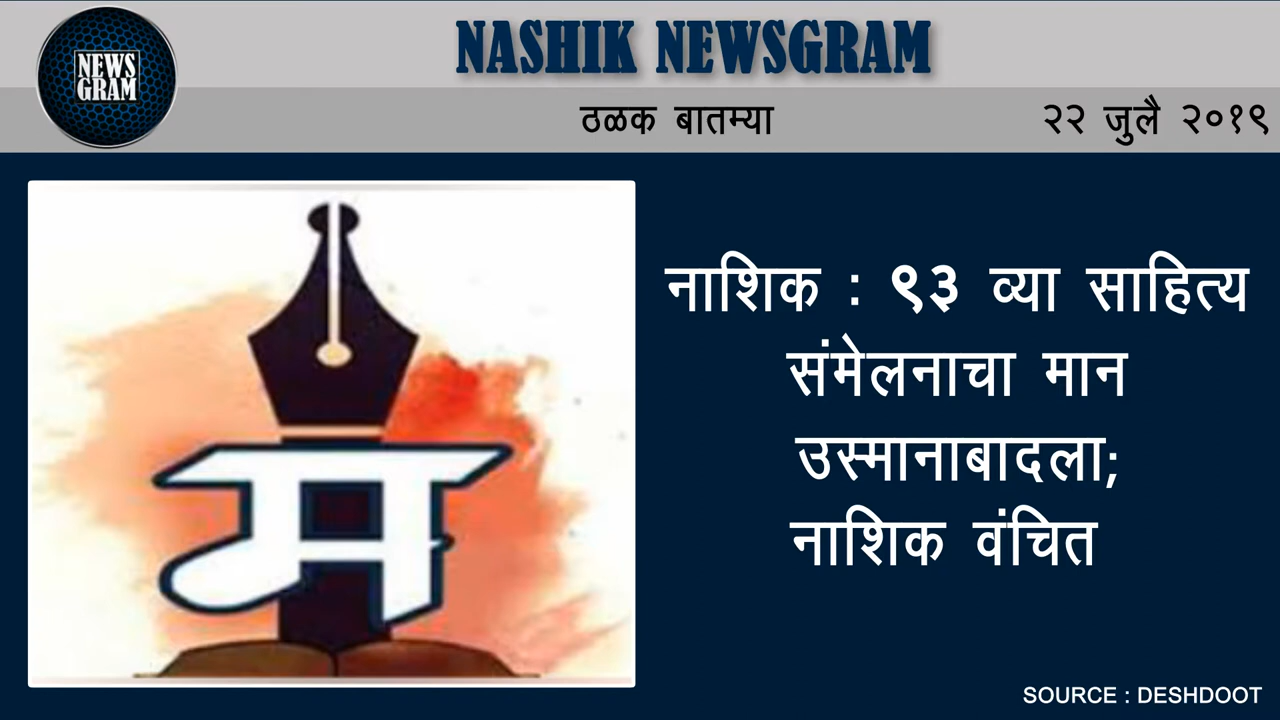 NEWS
GRAM
NASHIK NEWSGRAM
ठळक बातम्या
२२ जुलै २०१९
नाशिक : ९३ व्या साहित्य
संमेलनाचा मान
उस्मानाबादला;
नाशिक वंचित
म
SOURCE : DESHDOOT